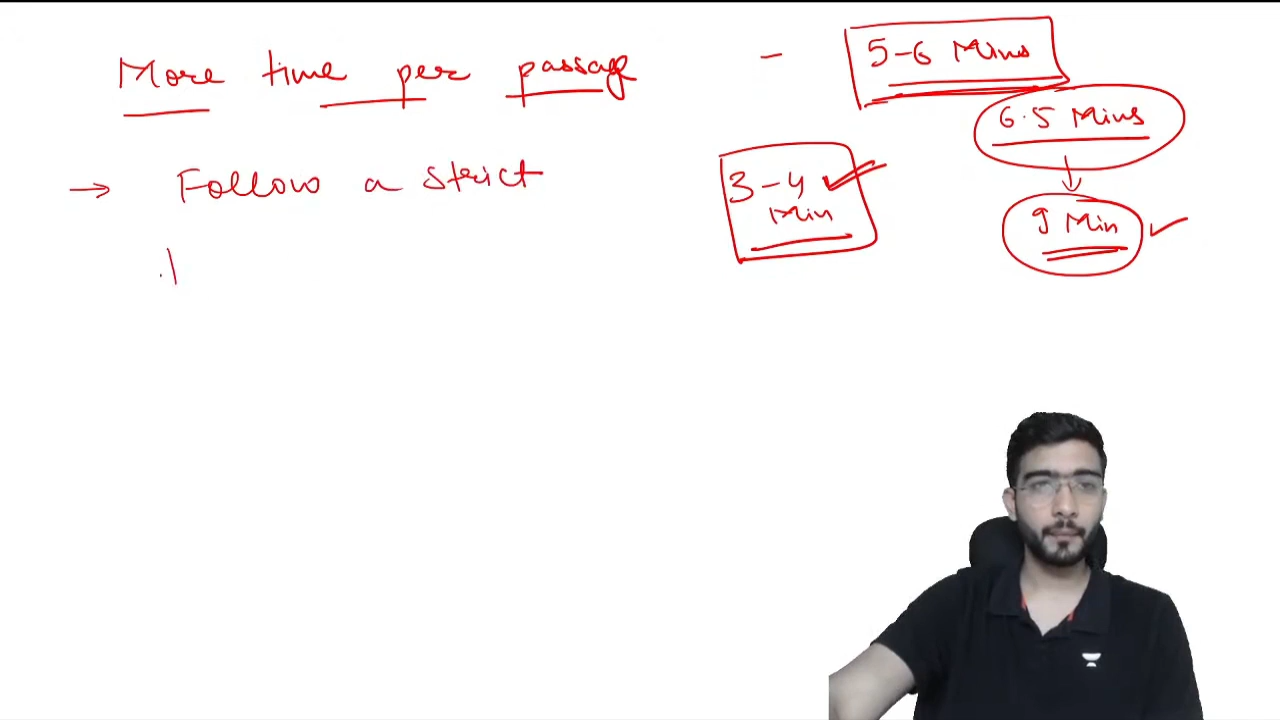 More time per passage - 5-6 Mins
6.5 Mins
→ Follow a strict
3-4
Min
9 Min